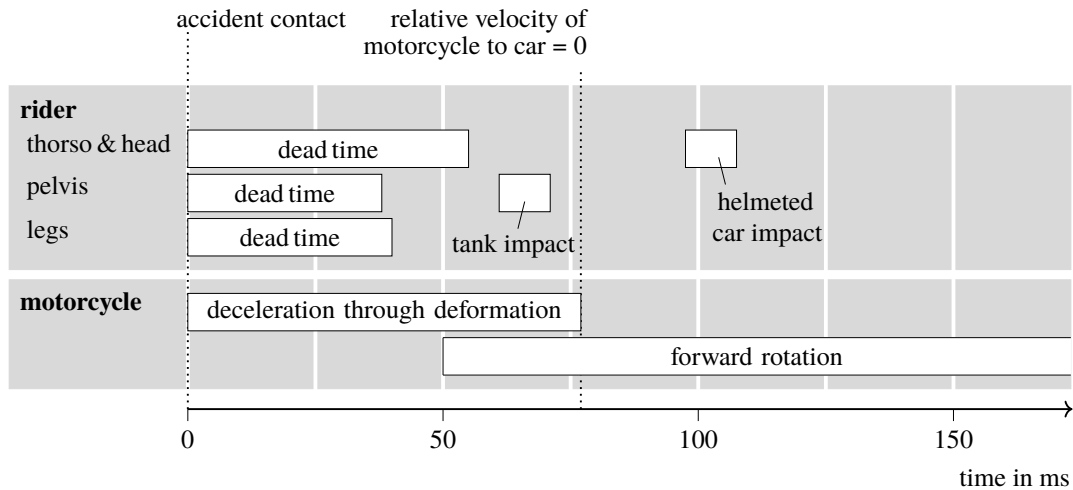 accident contact
relative velocity of
motorcycle to car = 0
rider
thorso & head
dead time
pelvis
dead time
legs
dead time
tank impact
helmeted
car impact
motorcycle
deceleration through deformation
forward rotation
0
50
100
150
time in ms